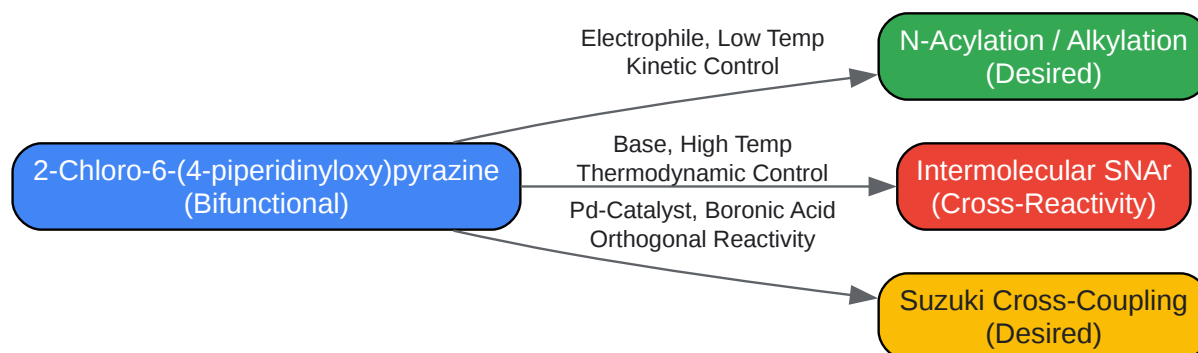 2-Chloro-6-(4-piperidinyloxy)pyrazine
(Bifunctional)
Electrophile, Low Temp
Kinetic Control
N-Acylation / Alkylation
(Desired)
Base, High Temp
Thermodynamic Control
Intermolecular SNAr
(Cross-Reactivity)
Pd-Catalyst, Boronic Acid
Orthogonal Reactivity
Suzuki Cross-Coupling
(Desired)